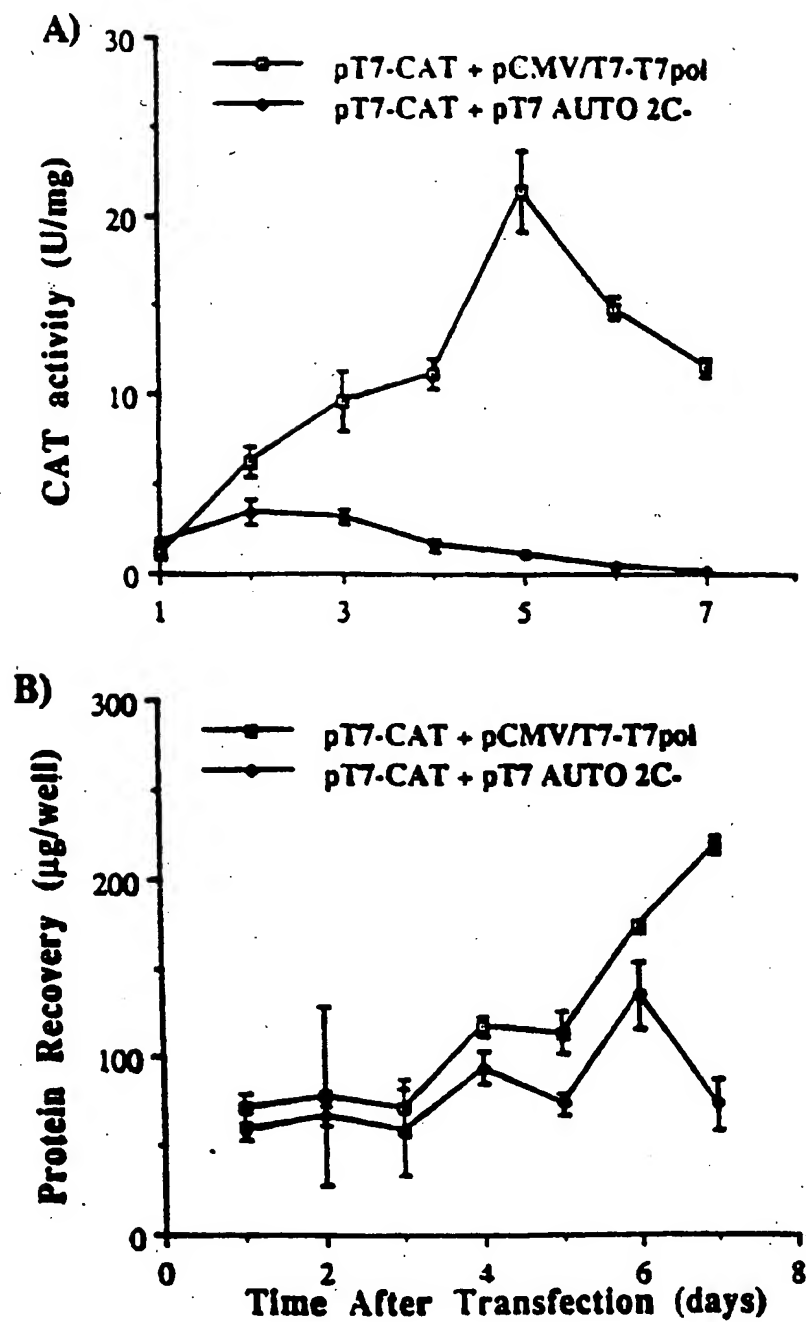 A)
30
pT7-CAT + pCMV/T7-T7pol
pT7-CAT + pT7 AUTO 2C-
20
10
0
CAT activity (U/mg)
1 3 5 7
B)
300
pT7-CAT + pCMV/T7-T7pol
pT7-CAT + pT7 AUTO 2C-
200
100
0
Protein Recovery (µg/well)
0 2 4 6 8
Time After Transfection (days)